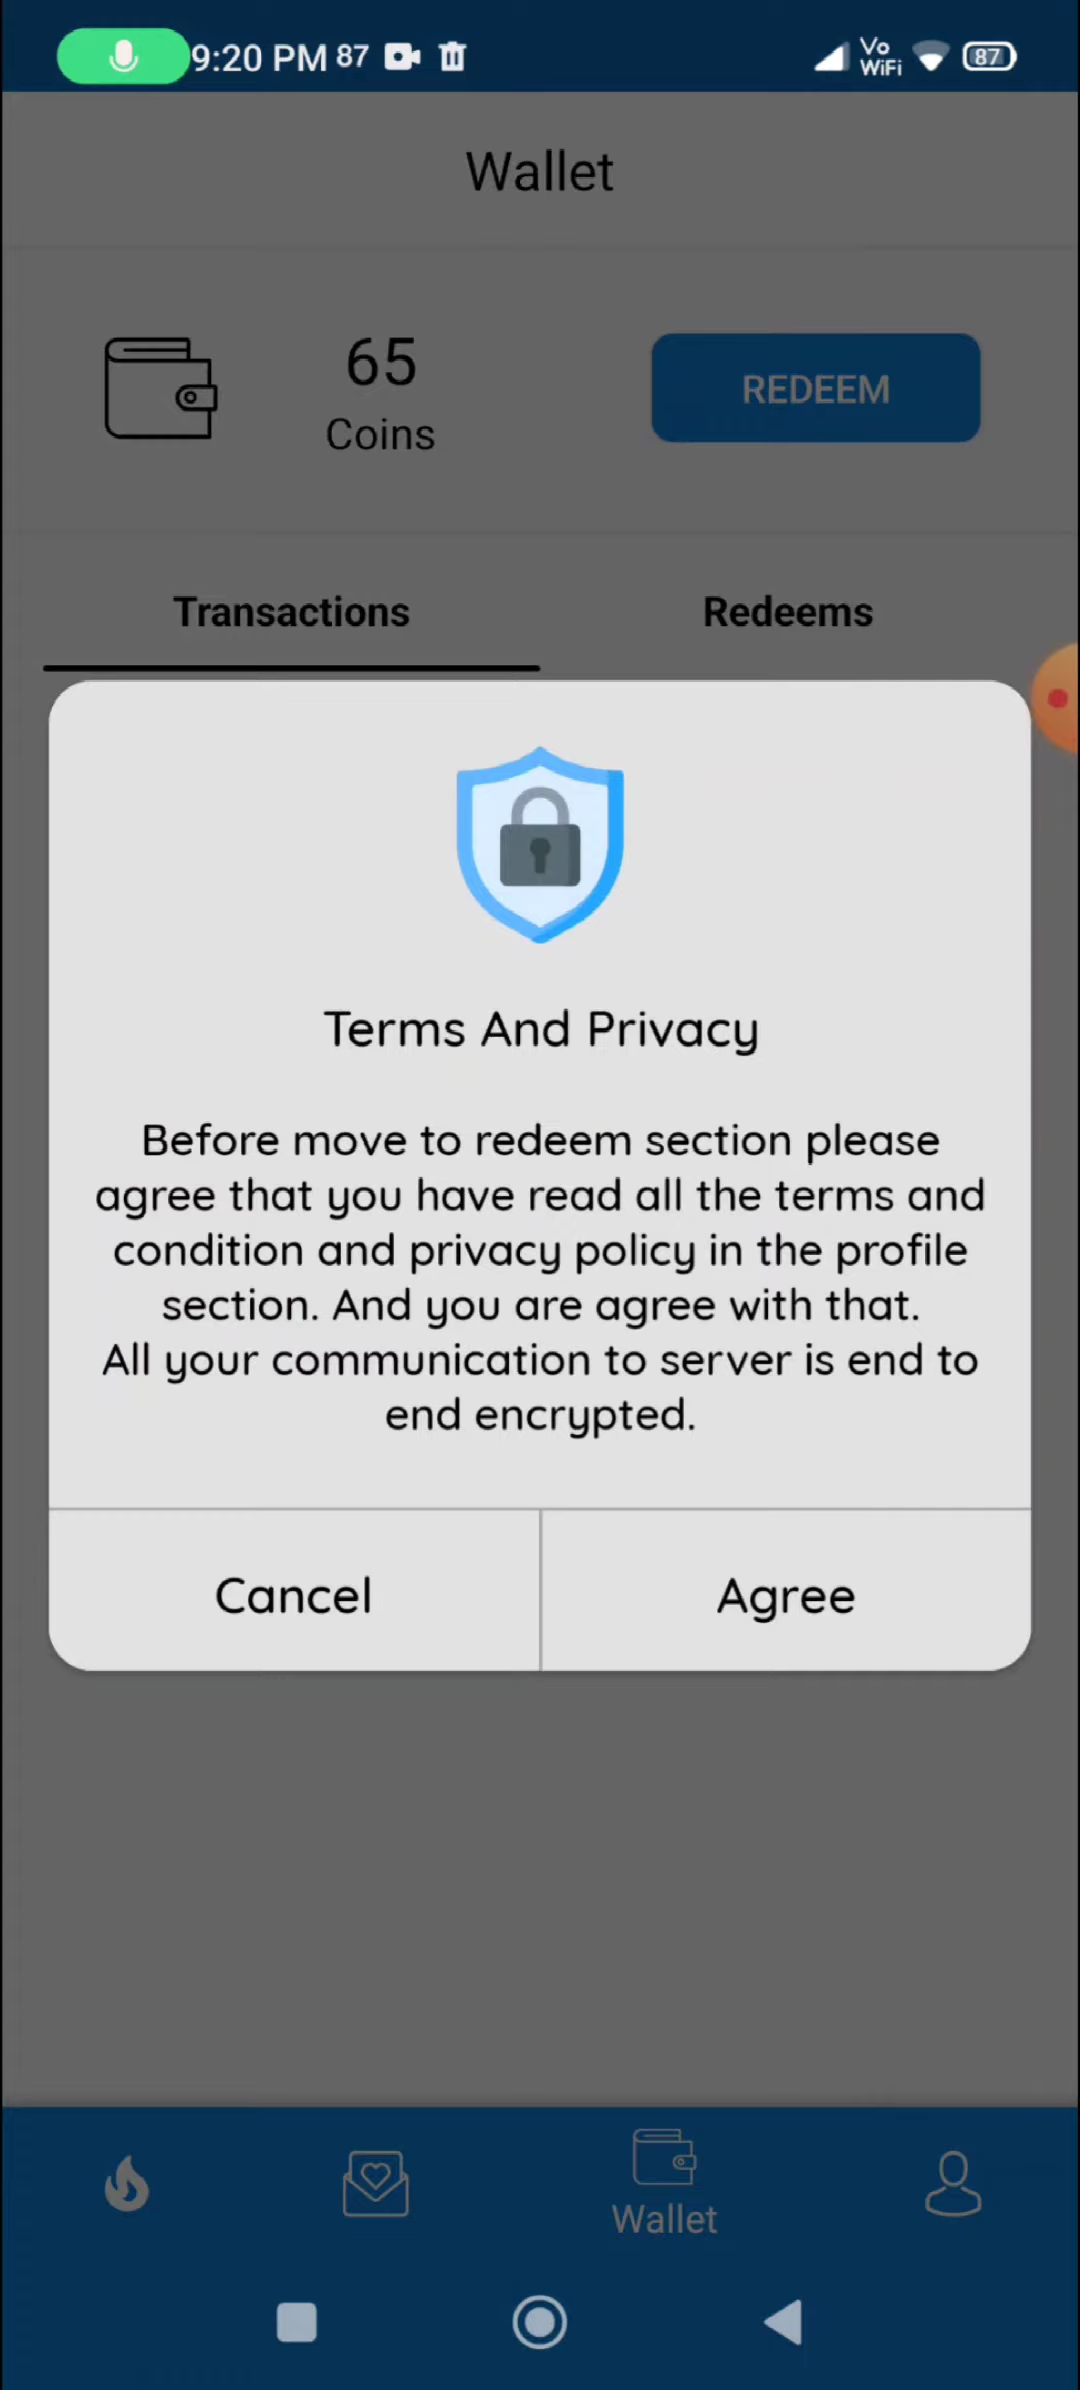 9:20 PM 87
Vo
WiFi
87
Wallet
65
Coins
REDEEM
Transactions
Redeems
Terms And Privacy
Before move to redeem section please
agree that you have read all the terms and
condition and privacy policy in the profile
section. And you are agree with that.
All your communication to server is end to
end encrypted.
Cancel
Agree
Wallet